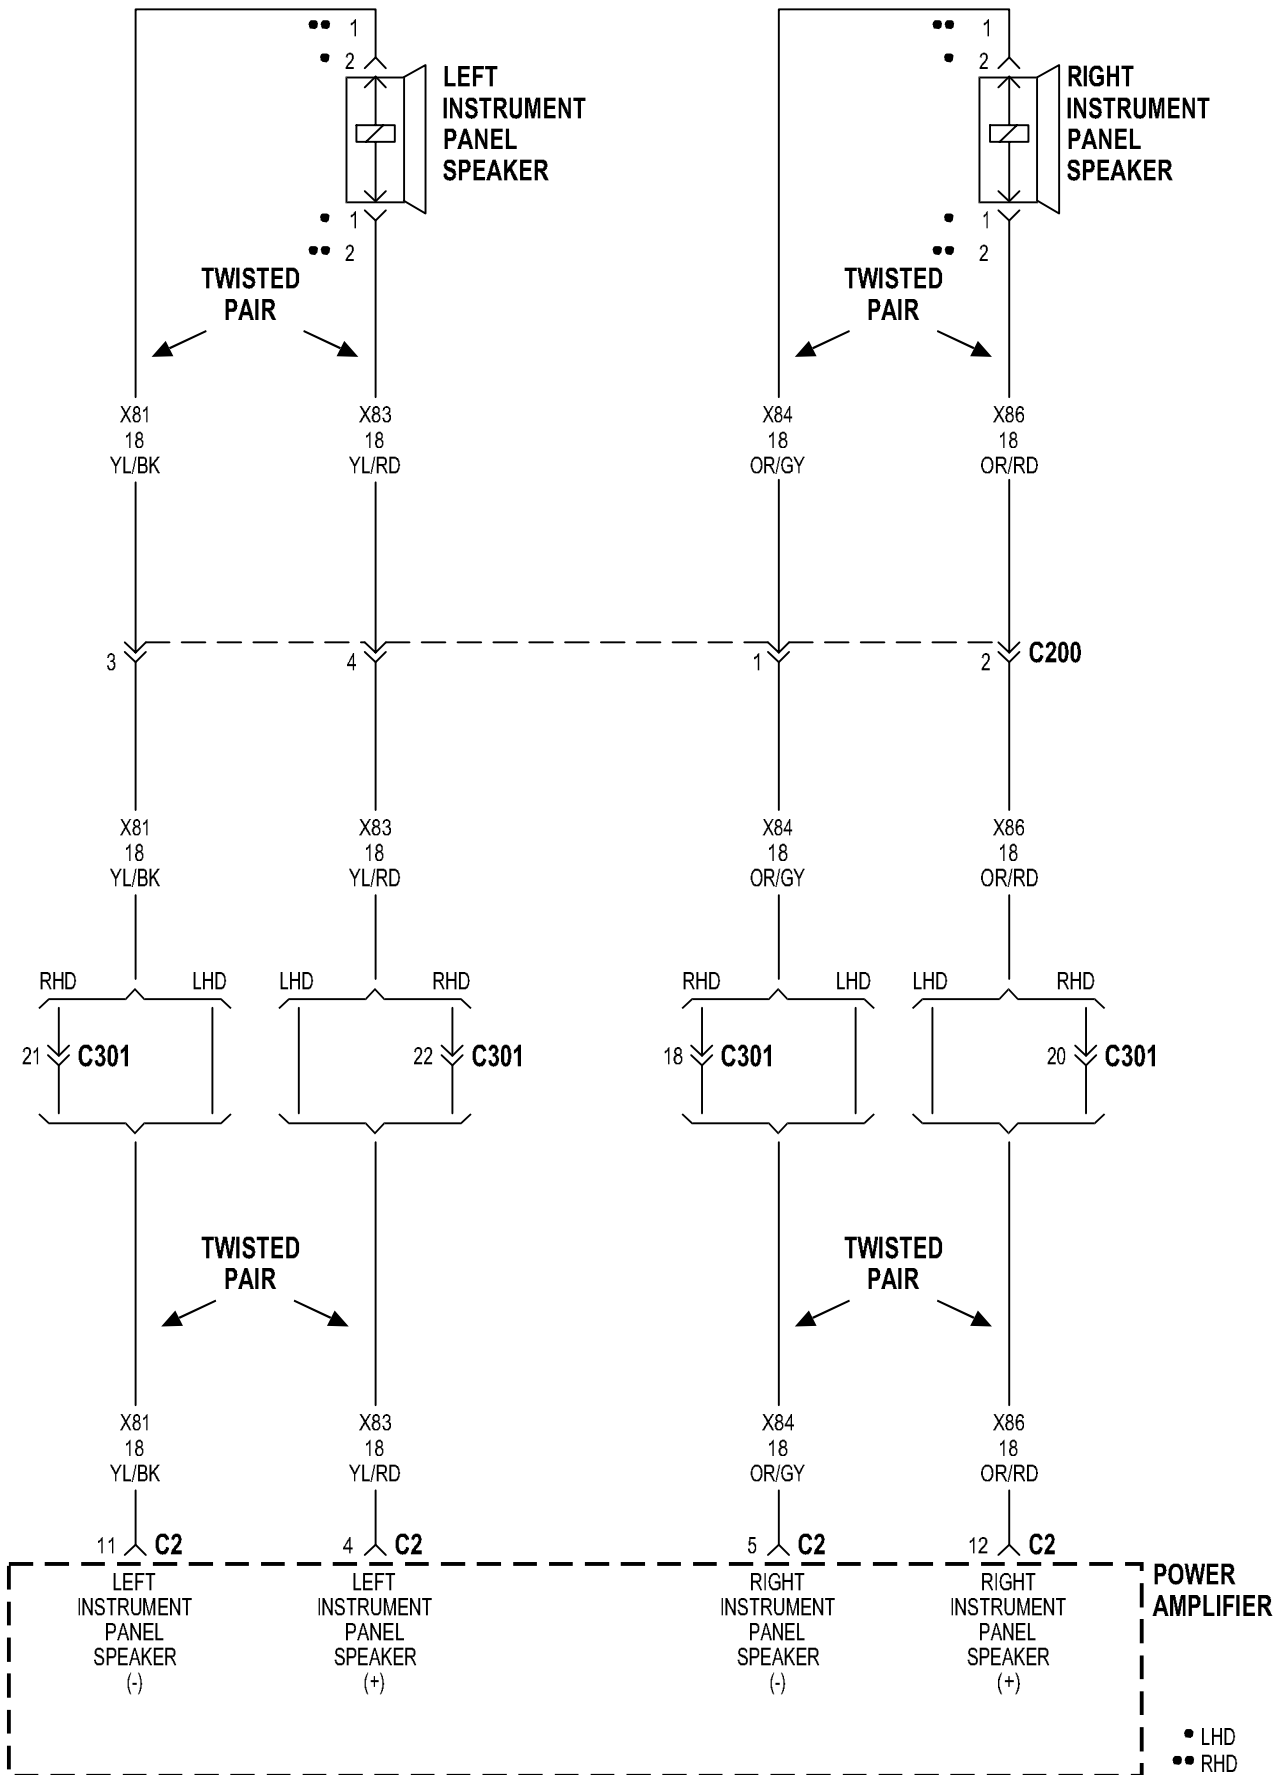 •• 1
• 2
LEFT
INSTRUMENT
PANEL
SPEAKER
• 1
•• 2
•• 1
• 2
RIGHT
INSTRUMENT
PANEL
SPEAKER
• 1
•• 2
TWISTED
PAIR
TWISTED
PAIR
X81
18
YL/BK
X83
18
YL/RD
X84
18
OR/GY
X86
18
OR/RD
3
4
1
2
C200
X81
18
YL/BK
X83
18
YL/RD
X84
18
OR/GY
X86
18
OR/RD
RHD
LHD
LHD
RHD
RHD
LHD
LHD
RHD
21 C301
22 C301
18 C301
20 C301
TWISTED
PAIR
TWISTED
PAIR
X81
18
YL/BK
X83
18
YL/RD
X84
18
OR/GY
X86
18
OR/RD
11 C2
4 C2
5 C2
12 C2
LEFT
INSTRUMENT
PANEL
SPEAKER
(-)
LEFT
INSTRUMENT
PANEL
SPEAKER
(+)
RIGHT
INSTRUMENT
PANEL
SPEAKER
(-)
RIGHT
INSTRUMENT
PANEL
SPEAKER
(+)
POWER
AMPLIFIER
• LHD
•• RHD